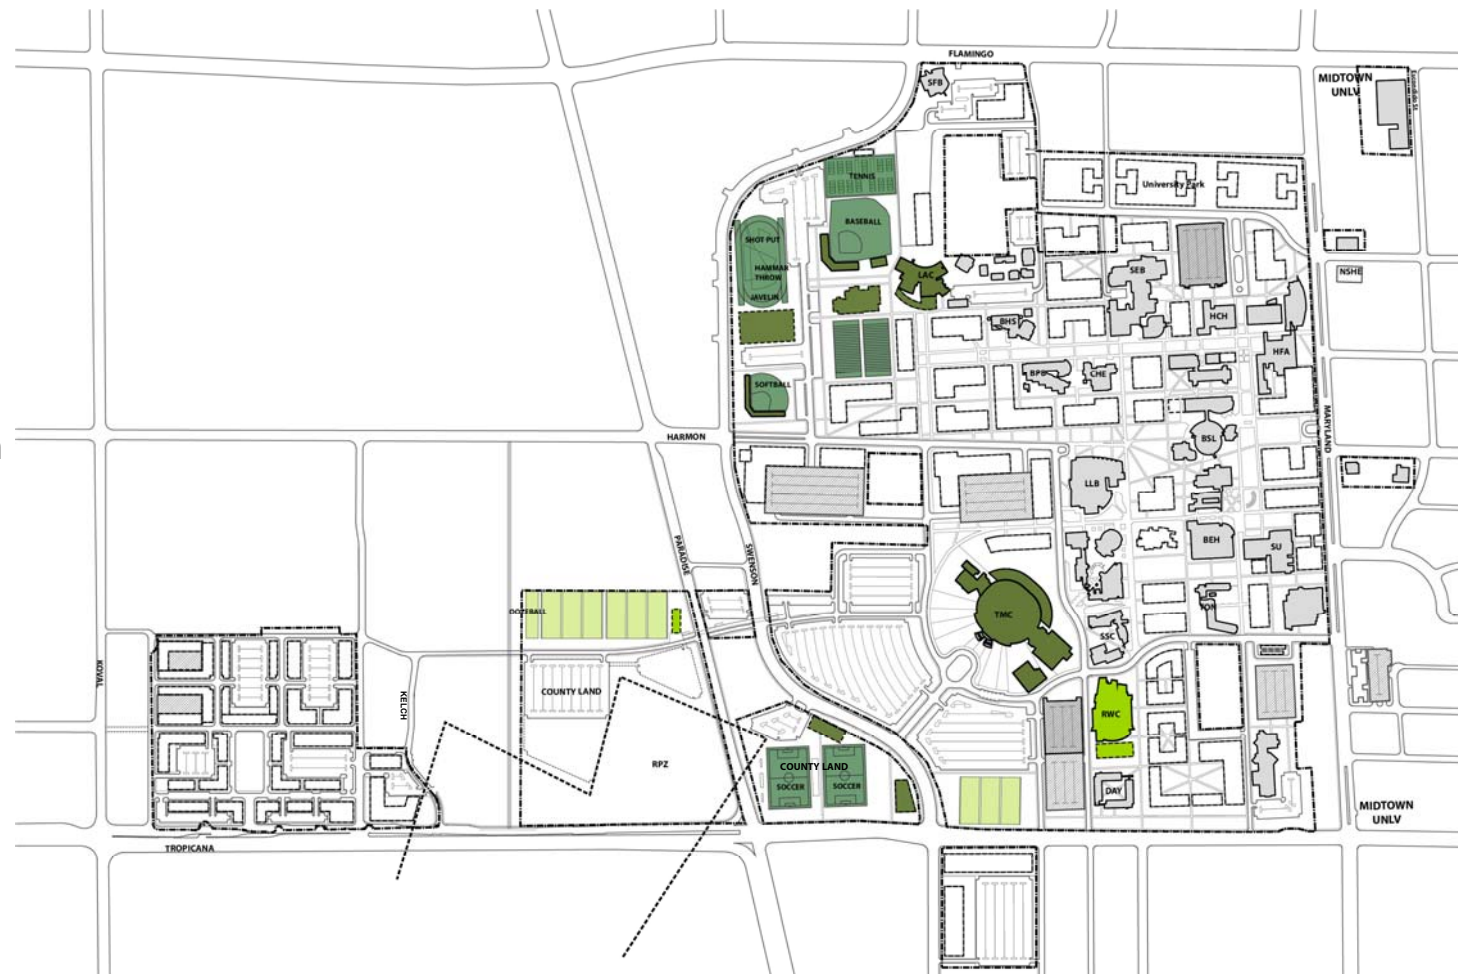 FLAMINGO
MIDTOWN
UNLV
SFB
TENNIS
University Park
BASEBALL
SHOT PUT
HAMMAR
THROW
JAVELIN
LAC
SEB
NSHE
BHS
HCH
HFA
BPB
CHE
SOFTBALL
HARMON
MARYLAND
BSL
LLB
PARADISE
SWENSON
BEH
SU
TMC
SSC
KOVAL
KELCH
COUNTY LAND
RWC
RPZ
COUNTY LAND
SOCCER
SOCCER
DAY
MIDTOWN
UNLV
TROPICANA